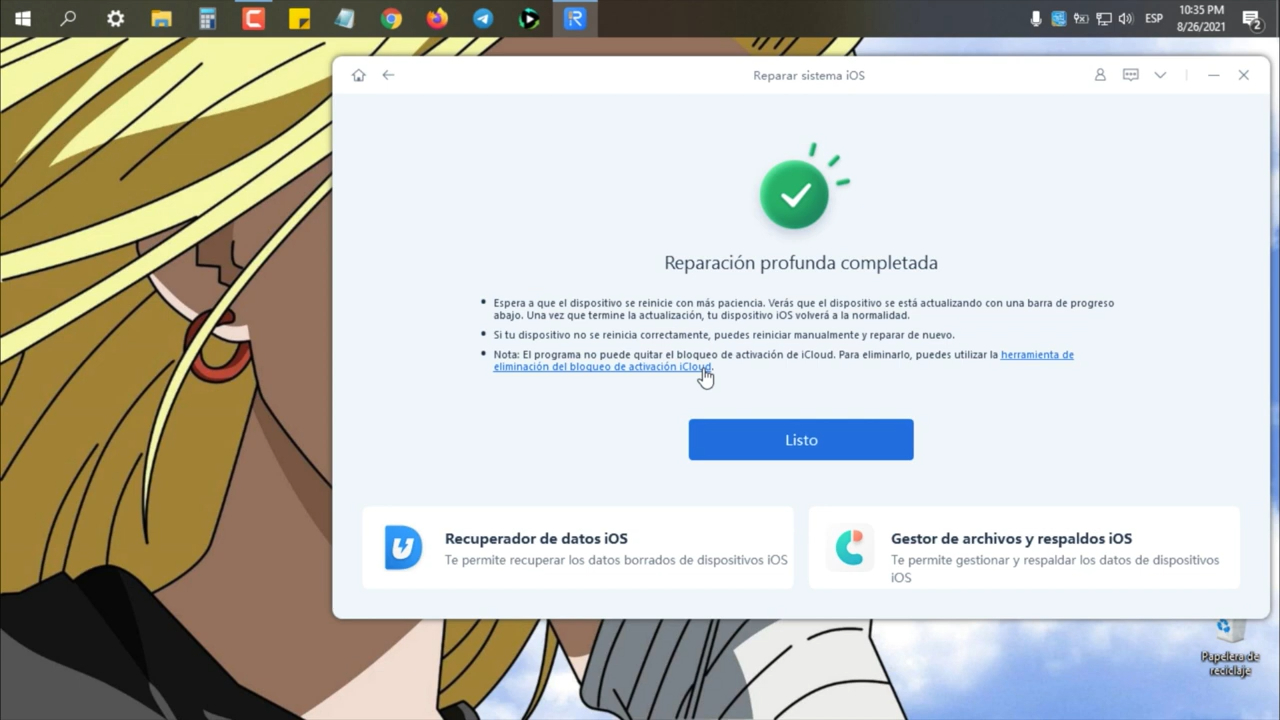 ESP
10:35 PM
8/26/2021
2
Reparar sistema iOS
Reparación profunda completada
Espera a que el dispositivo se reinicie con más paciencia. Verás que el dispositivo se está actualizando con una barra de progreso
abajo. Una vez que termine la actualización, tu dispositivo iOS volverá a la normalidad.
Si tu dispositivo no se reinicia correctamente, puedes reiniciar manualmente y reparar de nuevo.
Nota: El programa no puede quitar el bloqueo de activación de iCloud. Para eliminarlo, puedes utilizar la herramienta de
eliminación del bloqueo de activación iCloud.
Listo
Recuperador de datos iOS
Te permite recuperar los datos borrados de dispositivos iOS
Gestor de archivos y respaldos iOS
Te permite gestionar y respaldar los datos de dispositivos
iOS
Papelera de
reciclaje